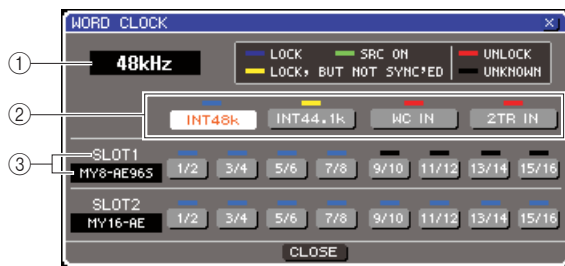 WORD CLOCK X
① 48kHz LOCK SRC ON UNLOCK
LOCK, BUT NOT SYNC'ED UNKNOWN
② INT48k INT44.1k WC IN 2TR IN
③ SLOT1
MY8-AE96S 1/2 3/4 5/6 7/8 9/10 11/12 13/14 15/16
SLOT2
MY16-AE 1/2 3/4 5/6 7/8 9/10 11/12 13/14 15/16
CLOSE